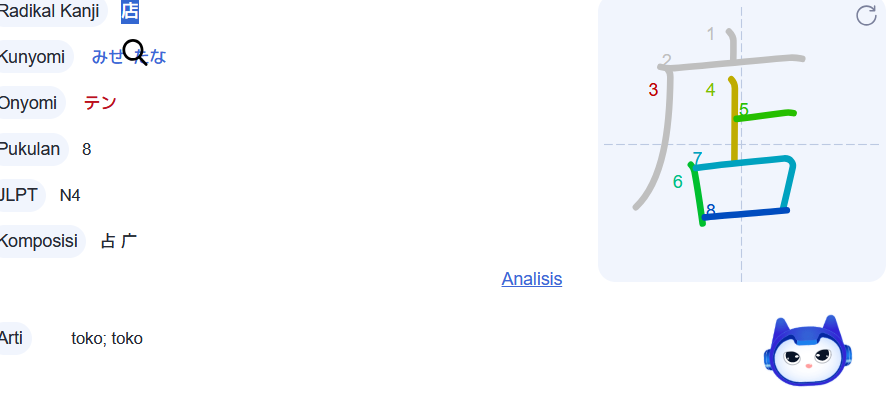 Radikal Kanji 店
Kunyomi みせ たな
Onyomi テン
Pukulan 8
JLPT N4
Komposisi 占 广
Analisis
Arti toko; toko
1
2
3
4
5
7
6
8
店